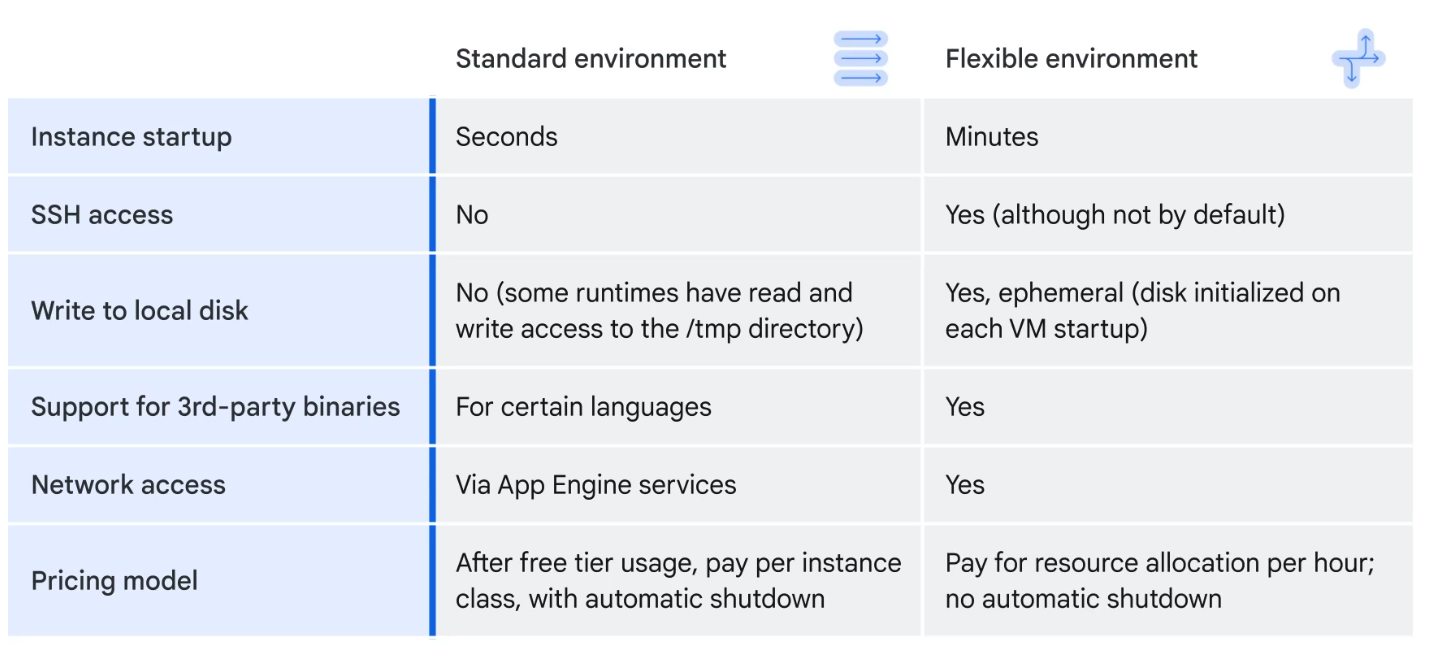 Standard environment
Flexible environment
Instance startup
Seconds
Minutes
SSH access
No
Yes (although not by default)
Write to local disk
No (some runtimes have read and
write access to the /tmp directory)
Yes, ephemeral (disk initialized on
each VM startup)
Support for 3rd-party binaries
For certain languages
Yes
Network access
Via App Engine services
Yes
Pricing model
After free tier usage, pay per instance
class, with automatic shutdown
Pay for resource allocation per hour;
no automatic shutdown